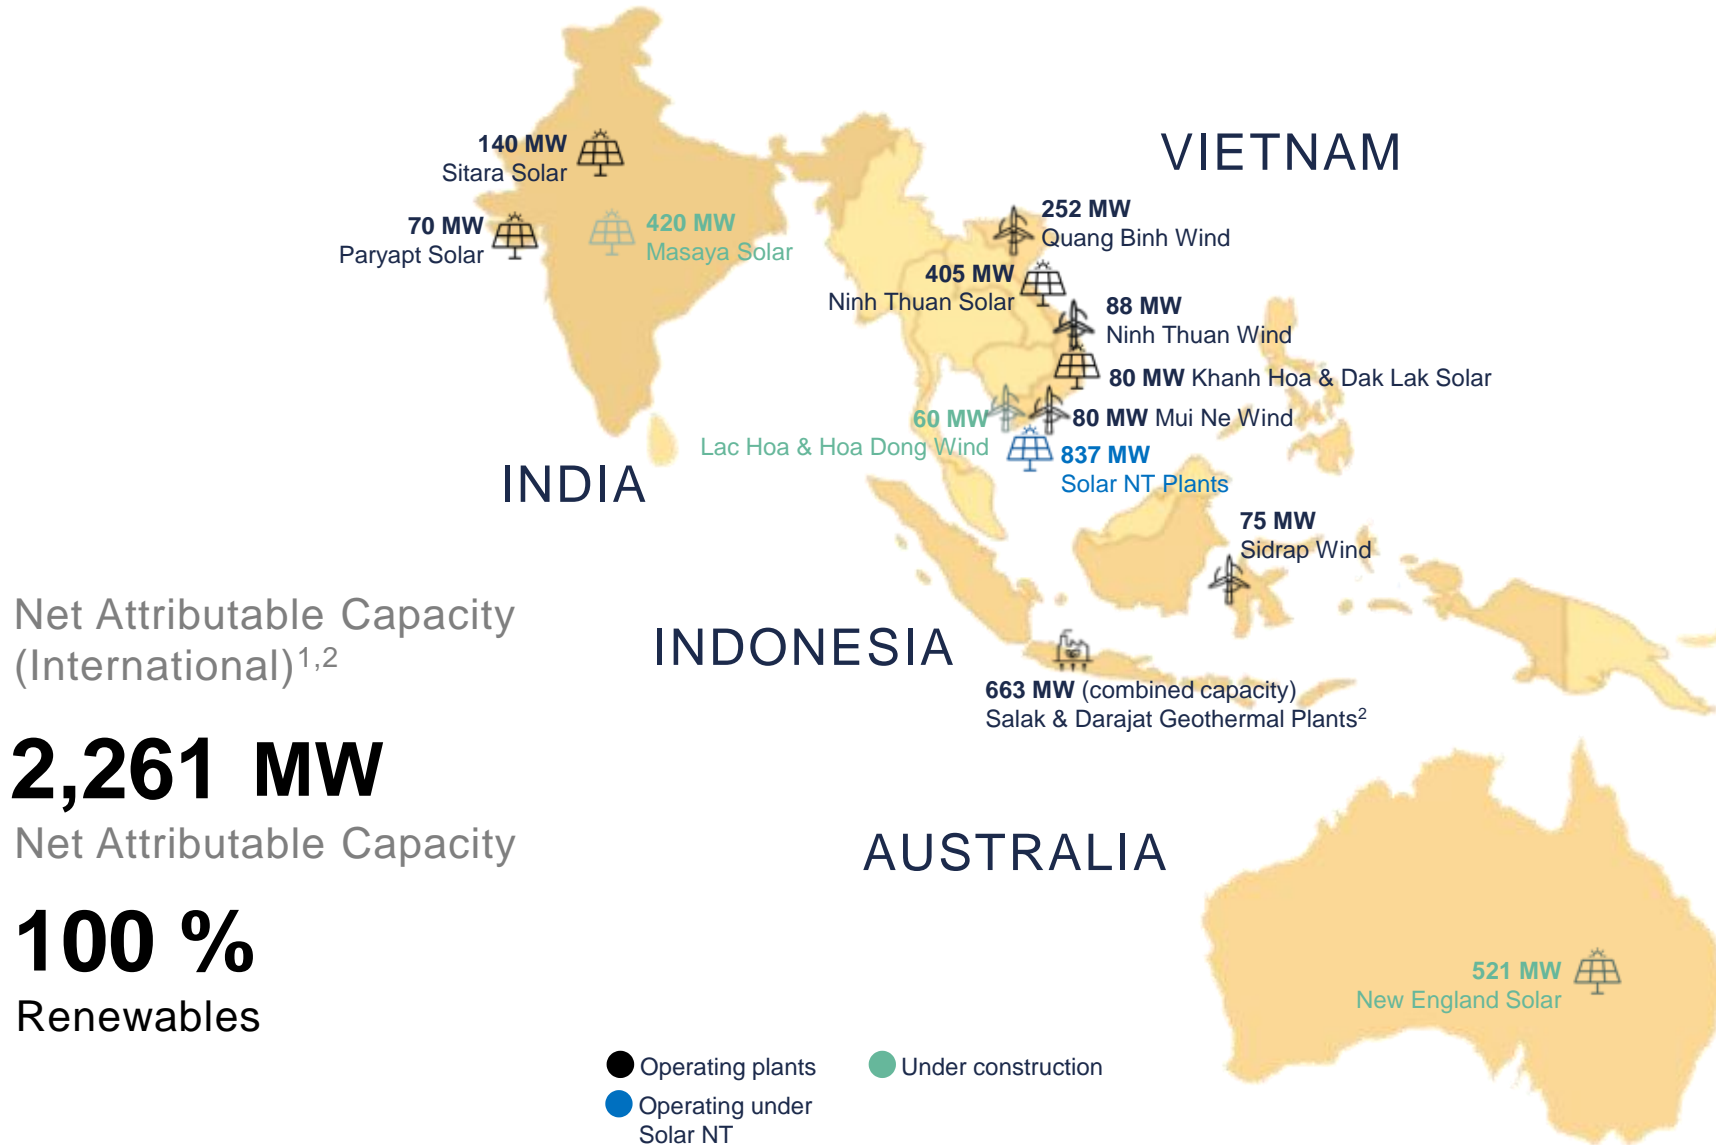 VIETNAM
140 MW
Sitara Solar
70 MW
Paryapt Solar
420 MW
Masaya Solar
252 MW
Quang Binh Wind
405 MW
Ninh Thuan Solar
88 MW
Ninh Thuan Wind
80 MW Khanh Hoa & Dak Lak Solar
60 MW
Lac Hoa & Hoa Dong Wind
80 MW Mui Ne Wind
837 MW
Solar NT Plants
INDIA
75 MW
Sidrap Wind
INDONESIA
663 MW (combined capacity)
Salak & Darajat Geothermal Plants²
Net Attributable Capacity
(International)¹,²
2,261 MW
Net Attributable Capacity
100 %
Renewables
AUSTRALIA
521 MW
New England Solar
Operating plants
Under construction
Operating under
Solar NT